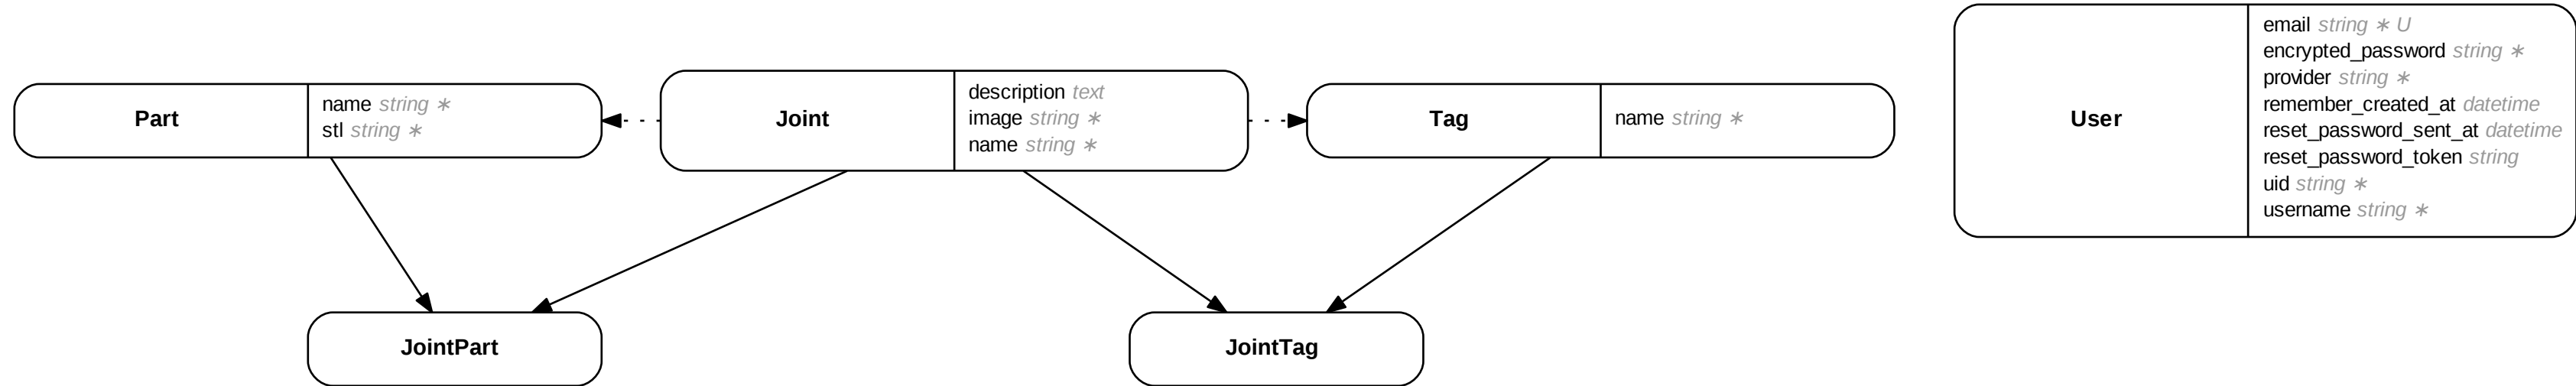 Part
name string ∗
stl string ∗
Joint
description text
image string ∗
name string ∗
Tag
name string ∗
User
email string ∗ U
encrypted_password string ∗
provider string ∗
remember_created_at datetime
reset_password_sent_at datetime
reset_password_token string
uid string ∗
username string ∗
JointPart
JointTag